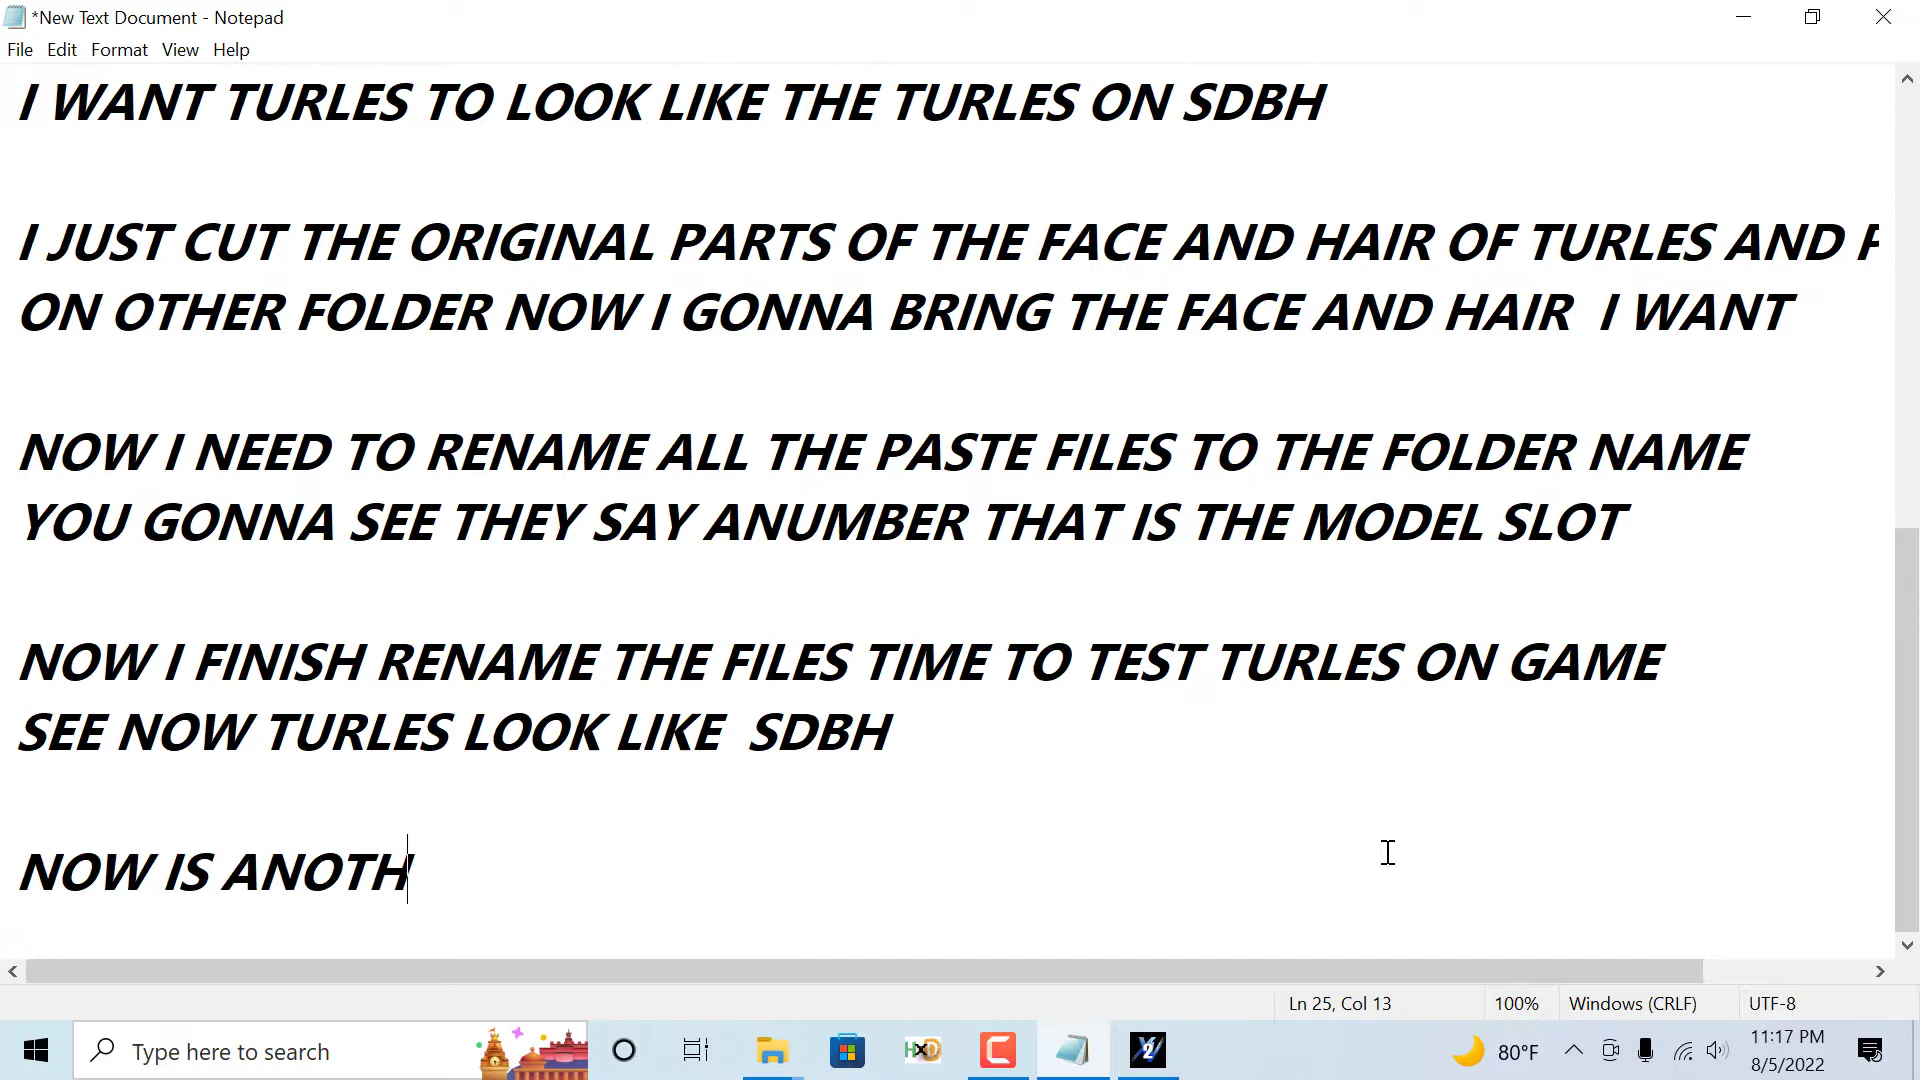 *New Text Document - Notepad
File Edit Format View Help
I WANT TURLES TO LOOK LIKE THE TURLES ON SDBH
I JUST CUT THE ORIGINAL PARTS OF THE FACE AND HAIR OF TURLES AND
ON OTHER FOLDER NOW I GONNA BRING THE FACE AND HAIR  I WANT
NOW I NEED TO RENAME ALL THE PASTE FILES TO THE FOLDER NAME
YOU GONNA SEE THEY SAY ANUMBER THAT IS THE MODEL SLOT
NOW I FINISH RENAME THE FILES TIME TO TEST TURLES ON GAME
SEE NOW TURLES LOOK LIKE  SDBH
NOW IS ANOTH
Ln 25, Col 13 100% Windows (CRLF) UTF-8
Type here to search
80°F
11:17 PM
8/5/2022